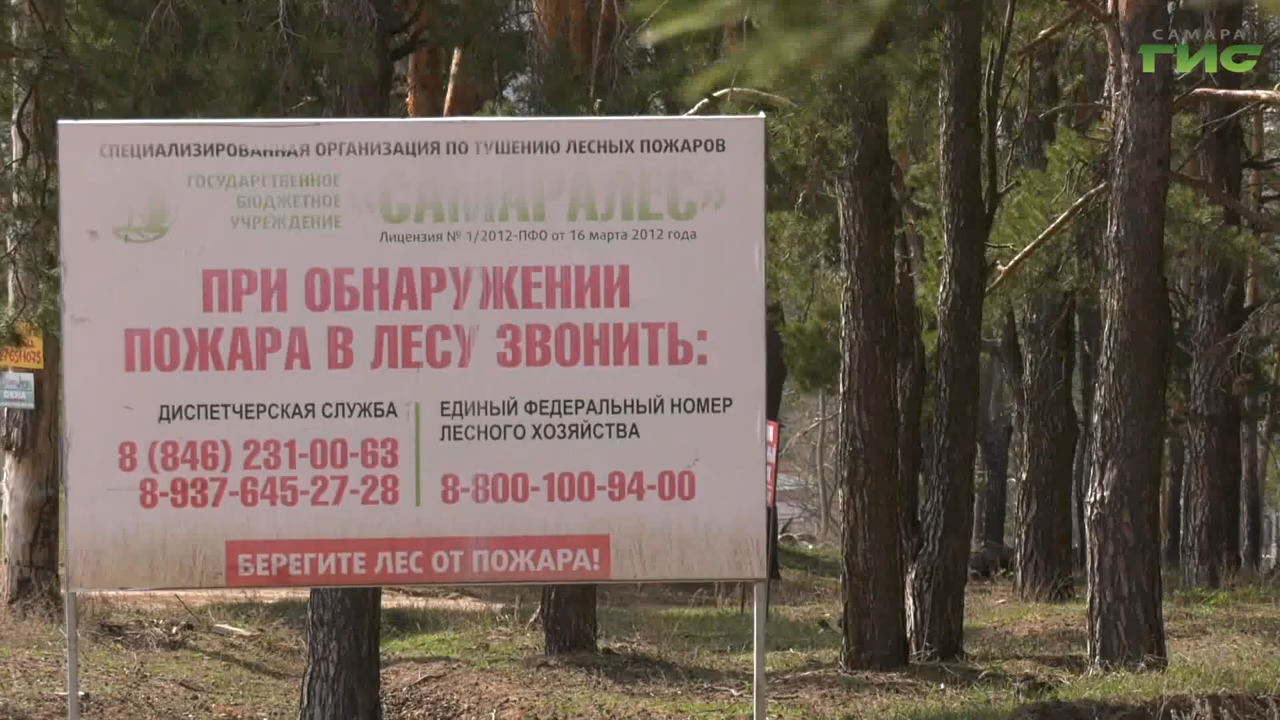 САМАРА
ГИС
СПЕЦИАЛИЗИРОВАННАЯ ОРГАНИЗАЦИЯ ПО ТУШЕНИЮ ЛЕСНЫХ ПОЖАРОВ
ГОСУДАРСТВЕННОЕ
БЮДЖЕТНОЕ
УЧРЕЖДЕНИЕ
«САМАРАЛЕС»
Лицензия № 1/2012-ПФО от 16 марта 2012 года
ПРИ ОБНАРУЖЕНИИ
ПОЖАРА В ЛЕСУ ЗВОНИТЬ:
ДИСПЕТЧЕРСКАЯ СЛУЖБА
8 (846) 231-00-63
8-937-645-27-28
ЕДИНЫЙ ФЕДЕРАЛЬНЫЙ НОМЕР
ЛЕСНОГО ХОЗЯЙСТВА
8-800-100-94-00
БЕРЕГИТЕ ЛЕС ОТ ПОЖАРА!
ОКНА